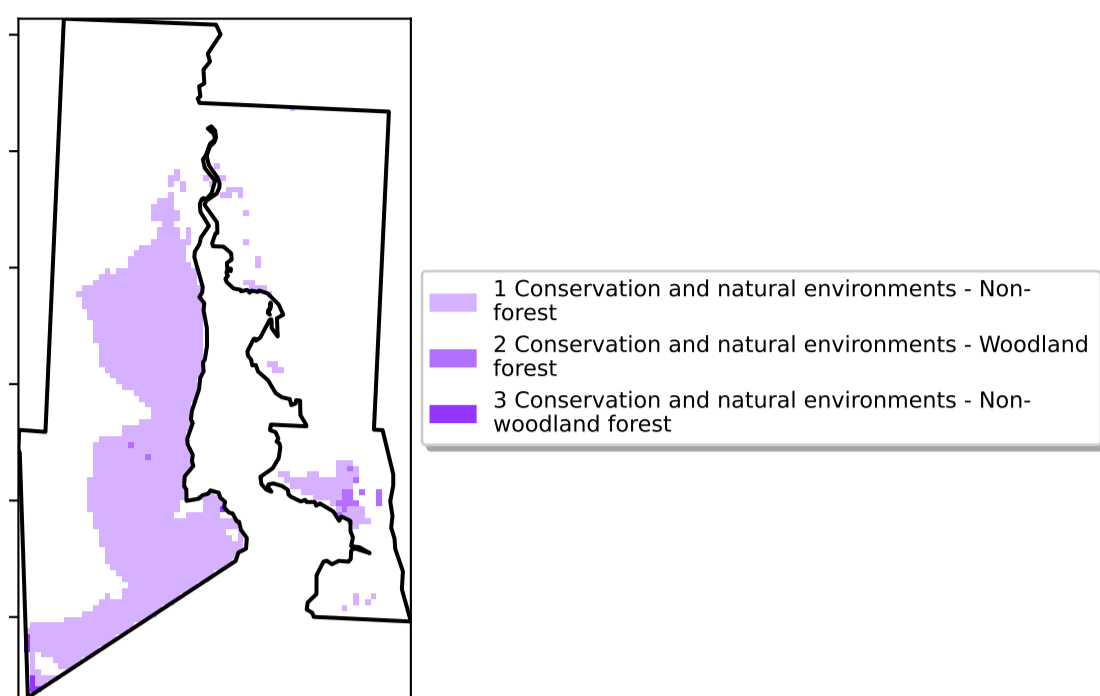 1 Conservation and natural environments - Non-
forest
2 Conservation and natural environments - Woodland
forest
3 Conservation and natural environments - Non-
woodland forest